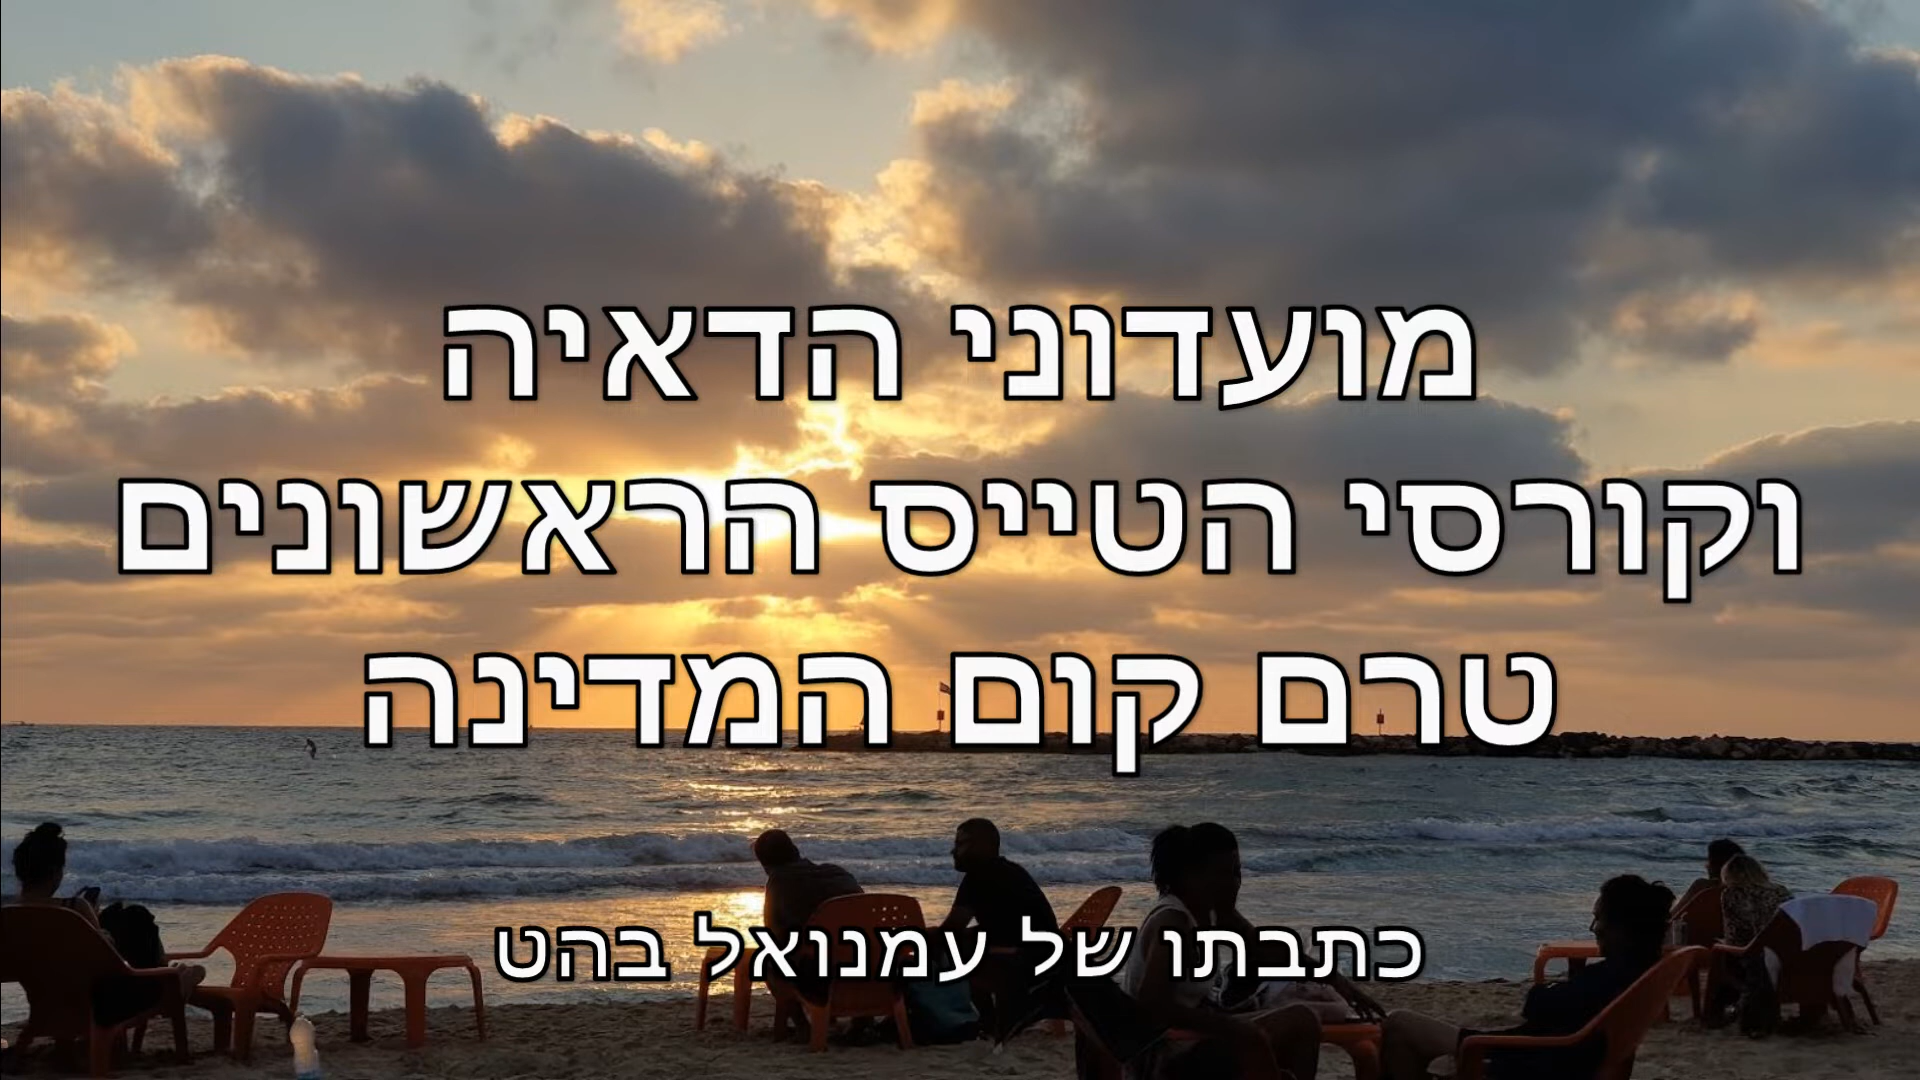 מועדוני הדאיה
וקורסי הטייס הראשונים
טרם קום המדינה
כתבתו של עמנואל בהט